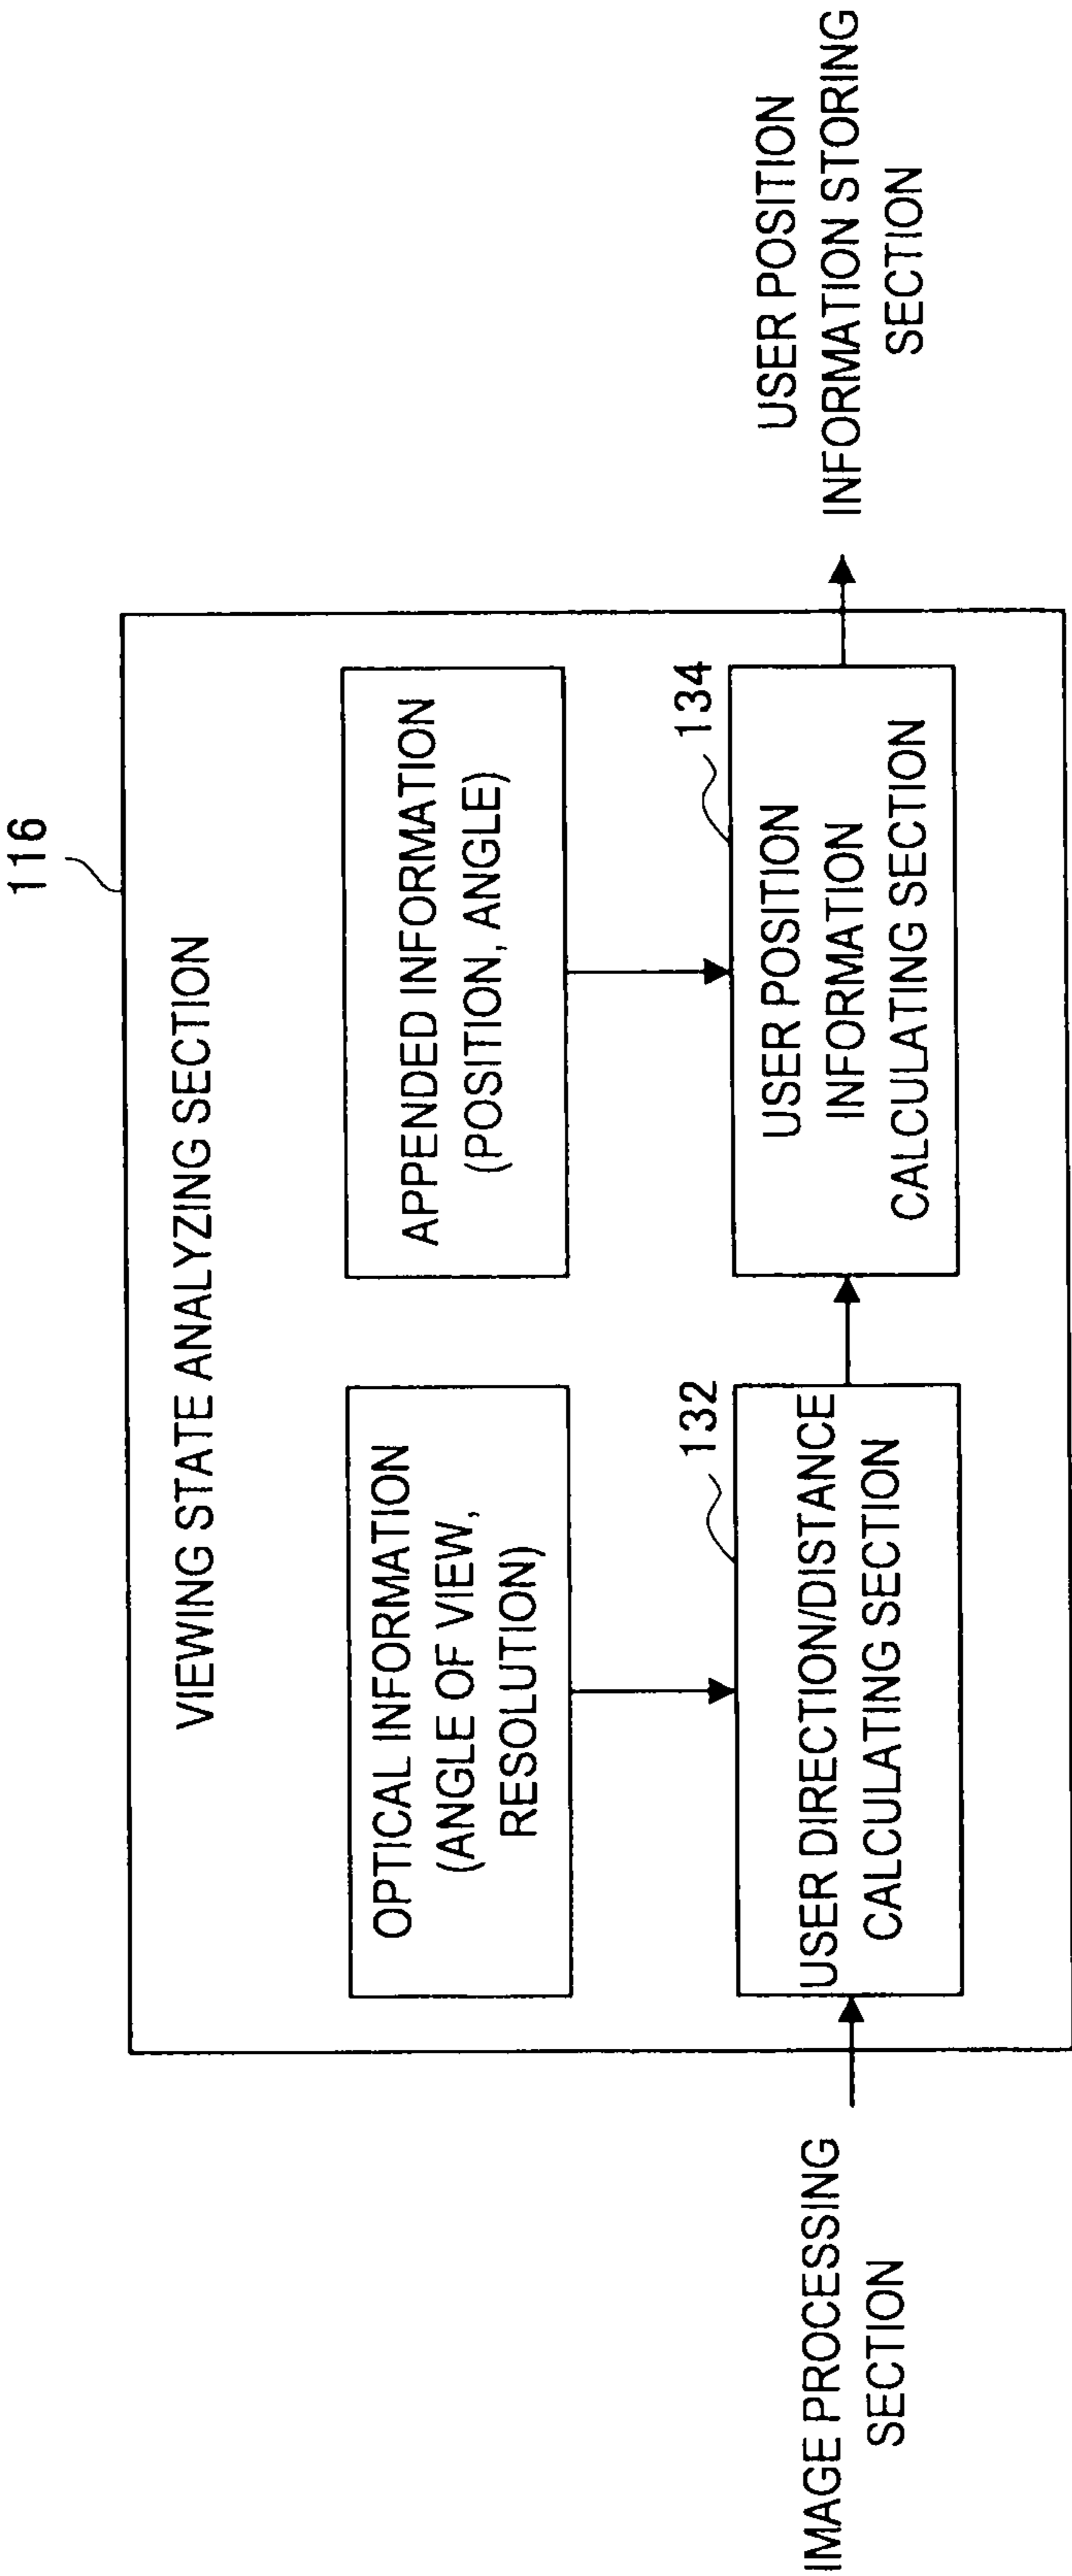 116
VIEWING STATE ANALYZING SECTION
OPTICAL INFORMATION
(ANGLE OF VIEW,
RESOLUTION)
APPENDED INFORMATION
(POSITION, ANGLE)
132
134
IMAGE PROCESSING
SECTION
USER DIRECTION/DISTANCE
CALCULATING SECTION
USER POSITION
INFORMATION
CALCULATING SECTION
USER POSITION
INFORMATION STORING
SECTION